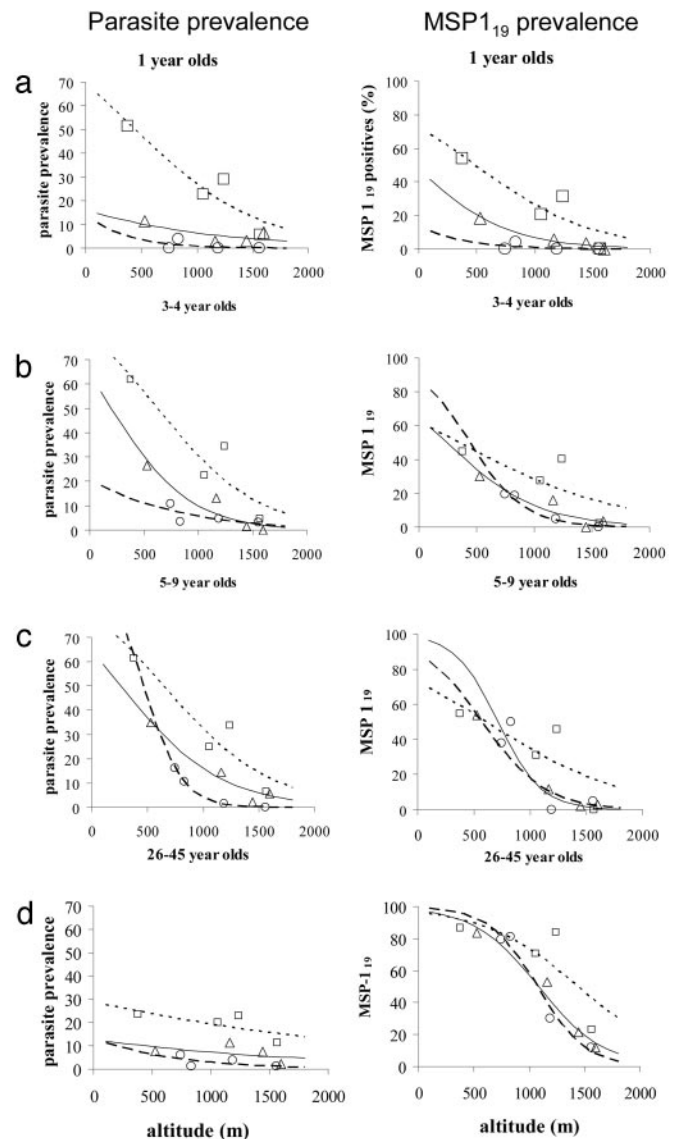 Parasite prevalence MSP1₁₉ prevalence
1 year olds 1 year olds
a
parasite prevalence
70
60
50
40
30
20
10
0
0 500 1000 1500 2000
MSP 1 ₁₉ positives (%)
100
80
60
40
20
0
0 500 1000 1500 2000
3-4 year olds 3-4 year olds
b
parasite prevalence
70
60
50
40
30
20
10
0
0 500 1000 1500 2000
MSP 1 ₁₉
100
80
60
40
20
0
0 500 1000 1500 2000
5-9 year olds 5-9 year olds
c
parasite prevalence
70
60
50
40
30
20
10
0
0 500 1000 1500 2000
MSP 1 ₁₉
100
80
60
40
20
0
0 500 1000 1500 2000
26-45 year olds 26-45 year olds
d
parasite prevalence
70
60
50
40
30
20
10
0
0 500 1000 1500 2000
altitude (m)
MSP-1 ₁₉
100
80
60
40
20
0
0 500 1000 1500 2000
altitude (m)